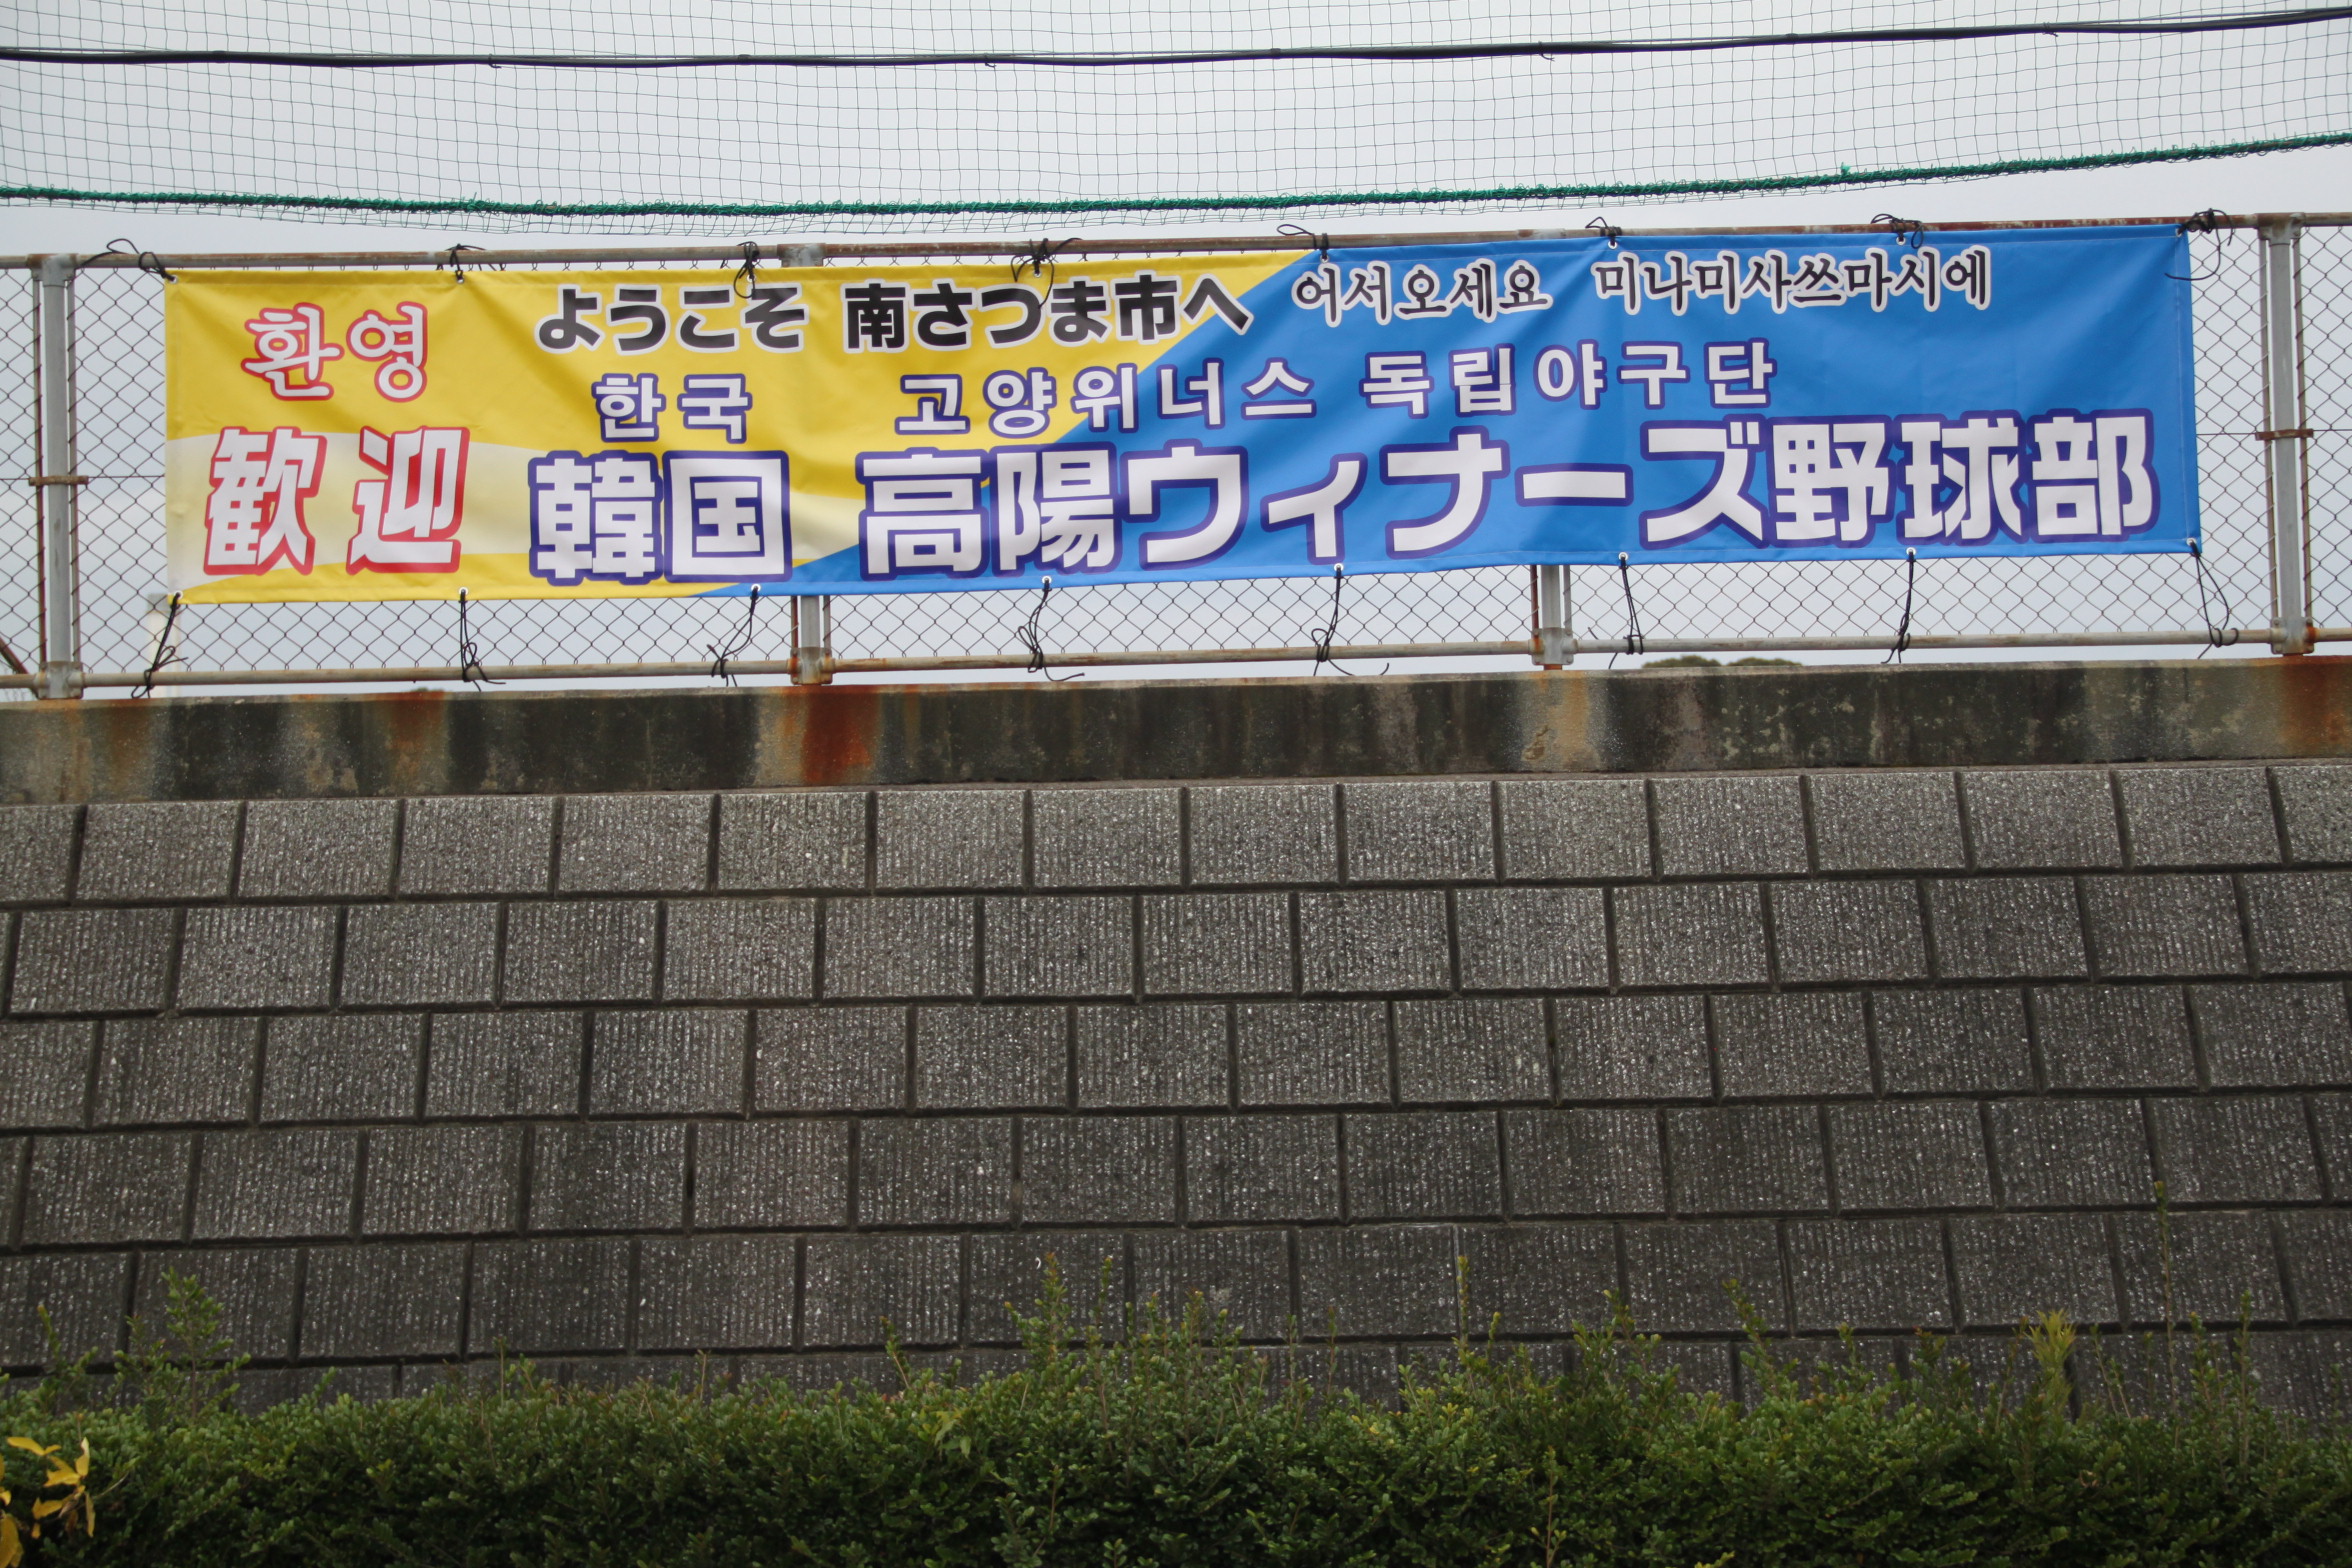 환영
歓迎
ようこそ 南さつま市へ 어서오세요 미나미사쓰마시에
한국 고양위너스 독립야구단
韓国 高陽ウィナーズ野球部